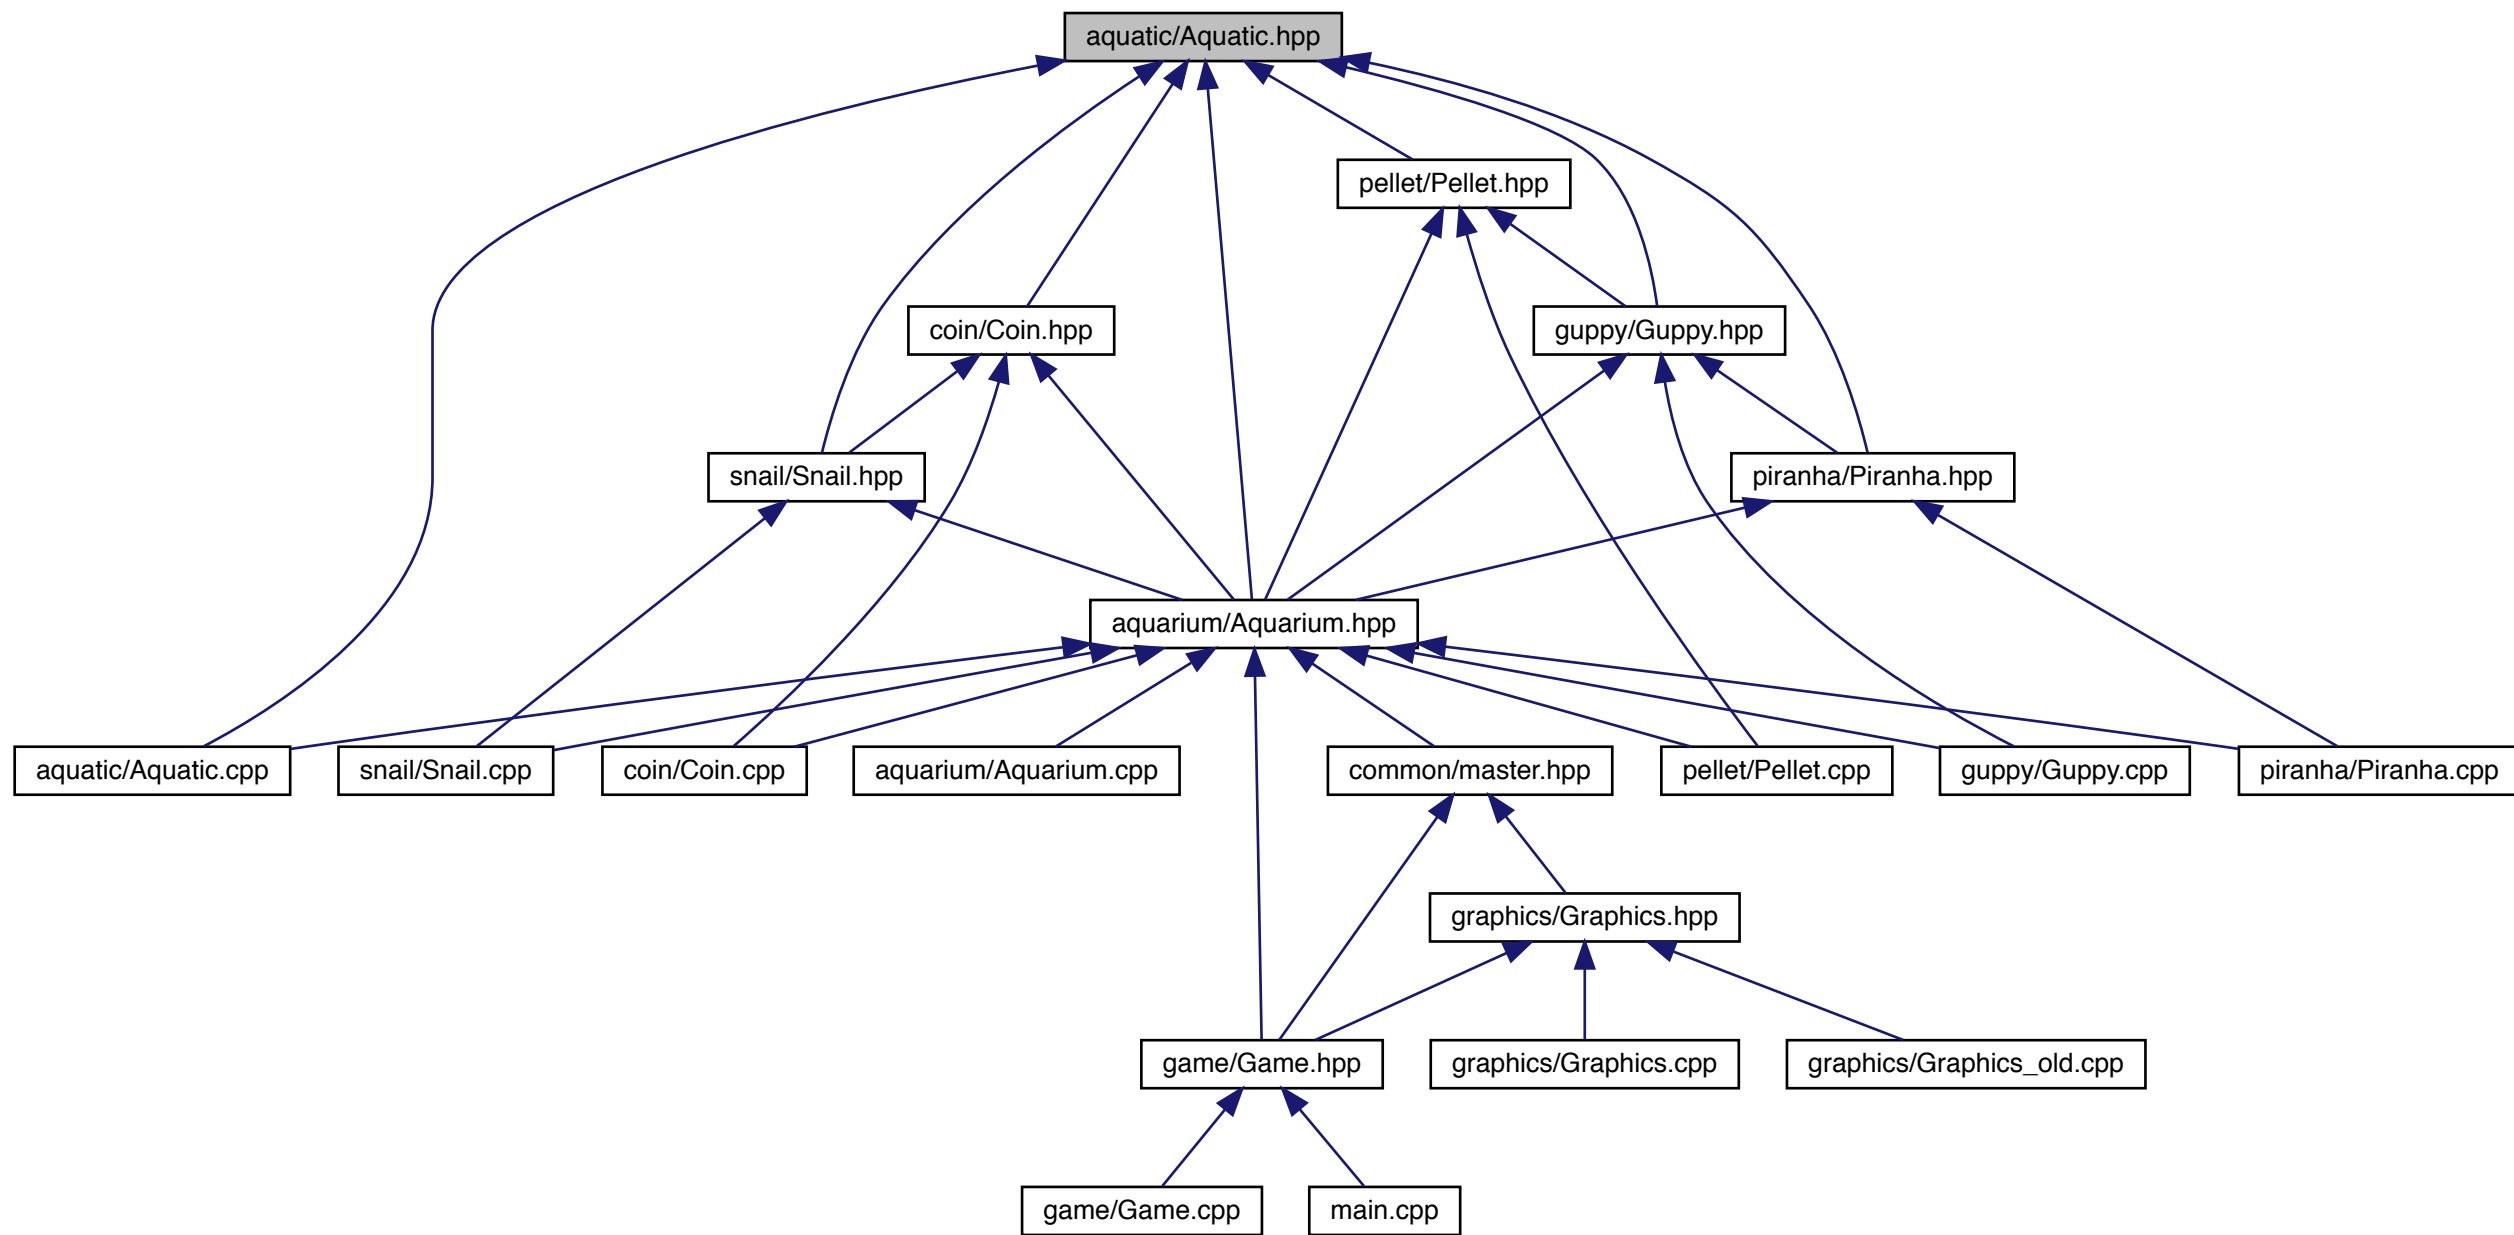 aquatic/Aquatic.hpp
pellet/Pellet.hpp
coin/Coin.hpp
guppy/Guppy.hpp
snail/Snail.hpp
piranha/Piranha.hpp
aquarium/Aquarium.hpp
aquatic/Aquatic.cpp
snail/Snail.cpp
coin/Coin.cpp
aquarium/Aquarium.cpp
common/master.hpp
pellet/Pellet.cpp
guppy/Guppy.cpp
piranha/Piranha.cpp
graphics/Graphics.hpp
game/Game.hpp
graphics/Graphics.cpp
graphics/Graphics_old.cpp
game/Game.cpp
main.cpp